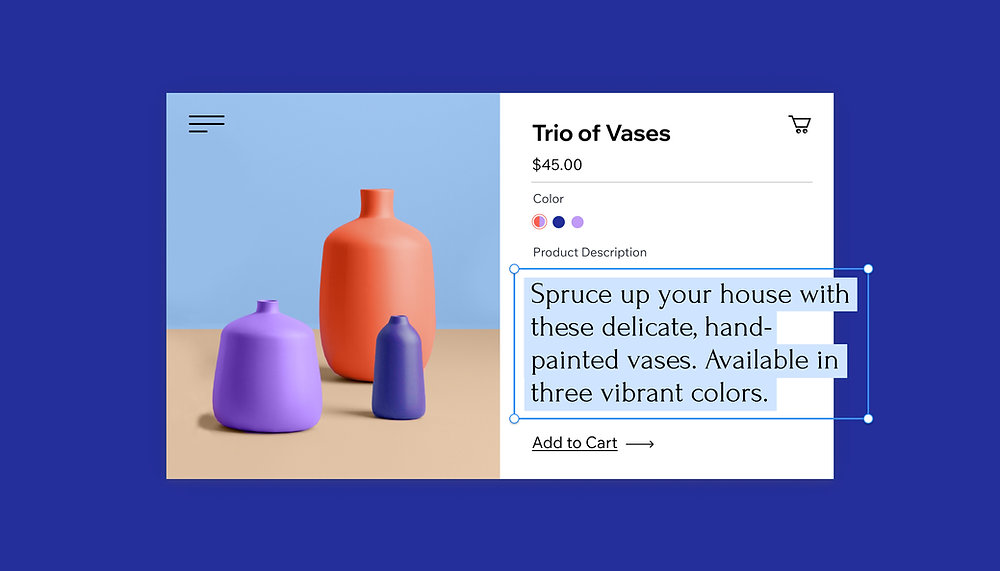 Trio of Vases
$45.00
Color
Product Description
Spruce up your house with
these delicate, hand-
painted vases. Available in
three vibrant colors.
Add to Cart